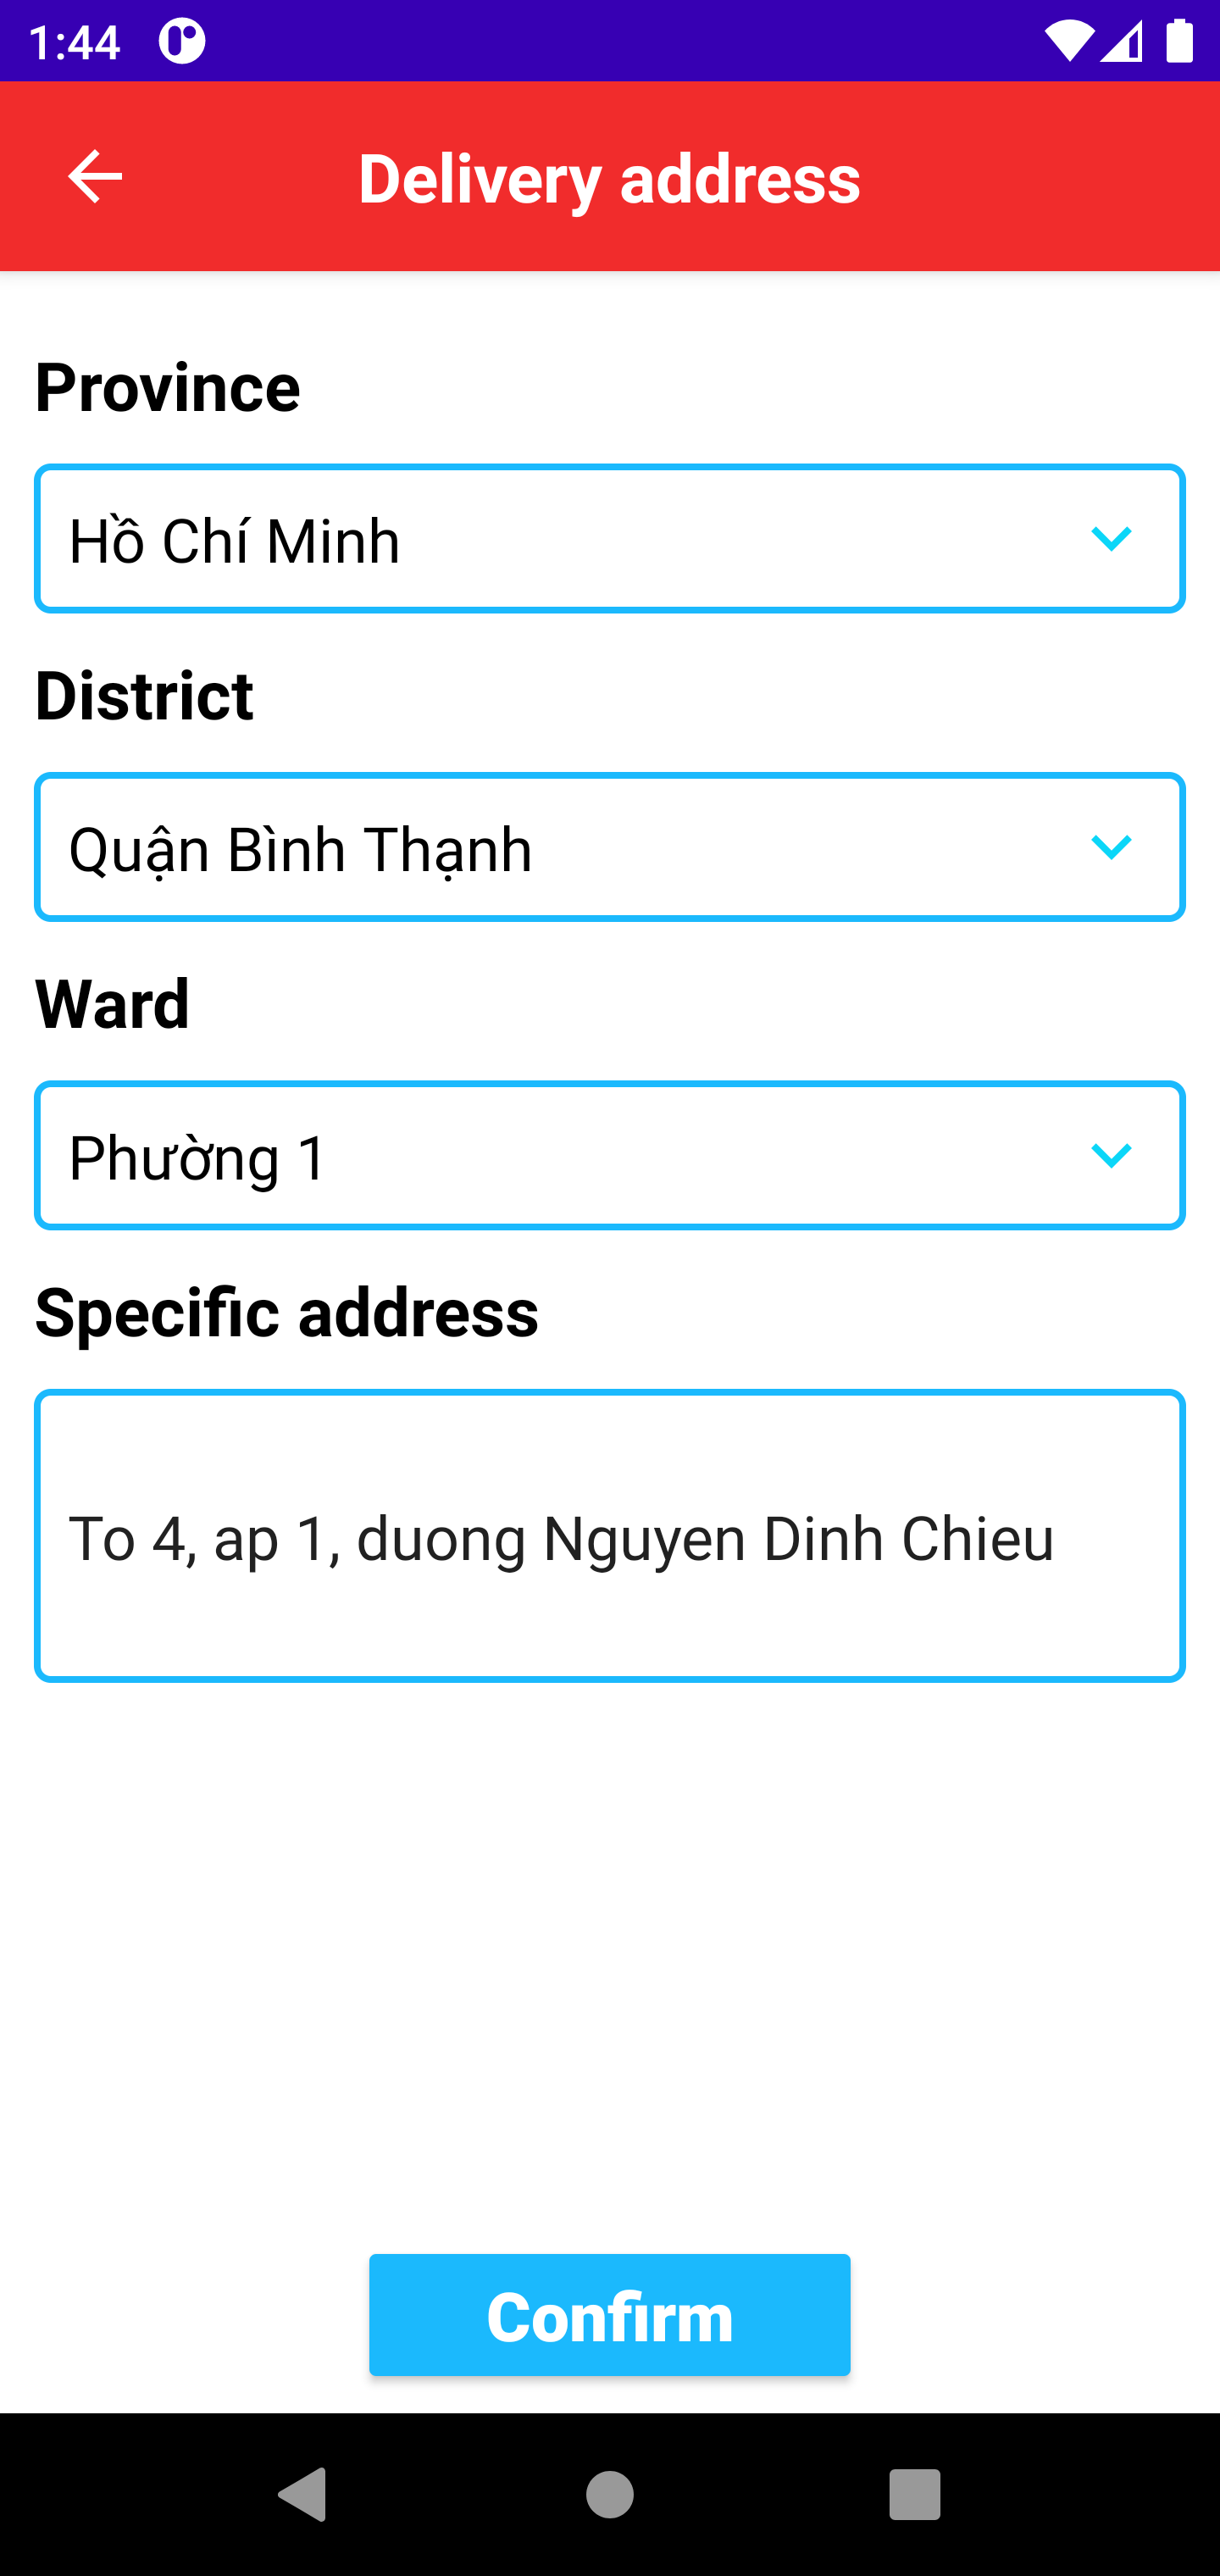 1:44
Delivery address
Province
Hồ Chí Minh
District
Quận Bình Thạnh
Ward
Phường 1
Specific address
To 4, ap 1, duong Nguyen Dinh Chieu
Confirm